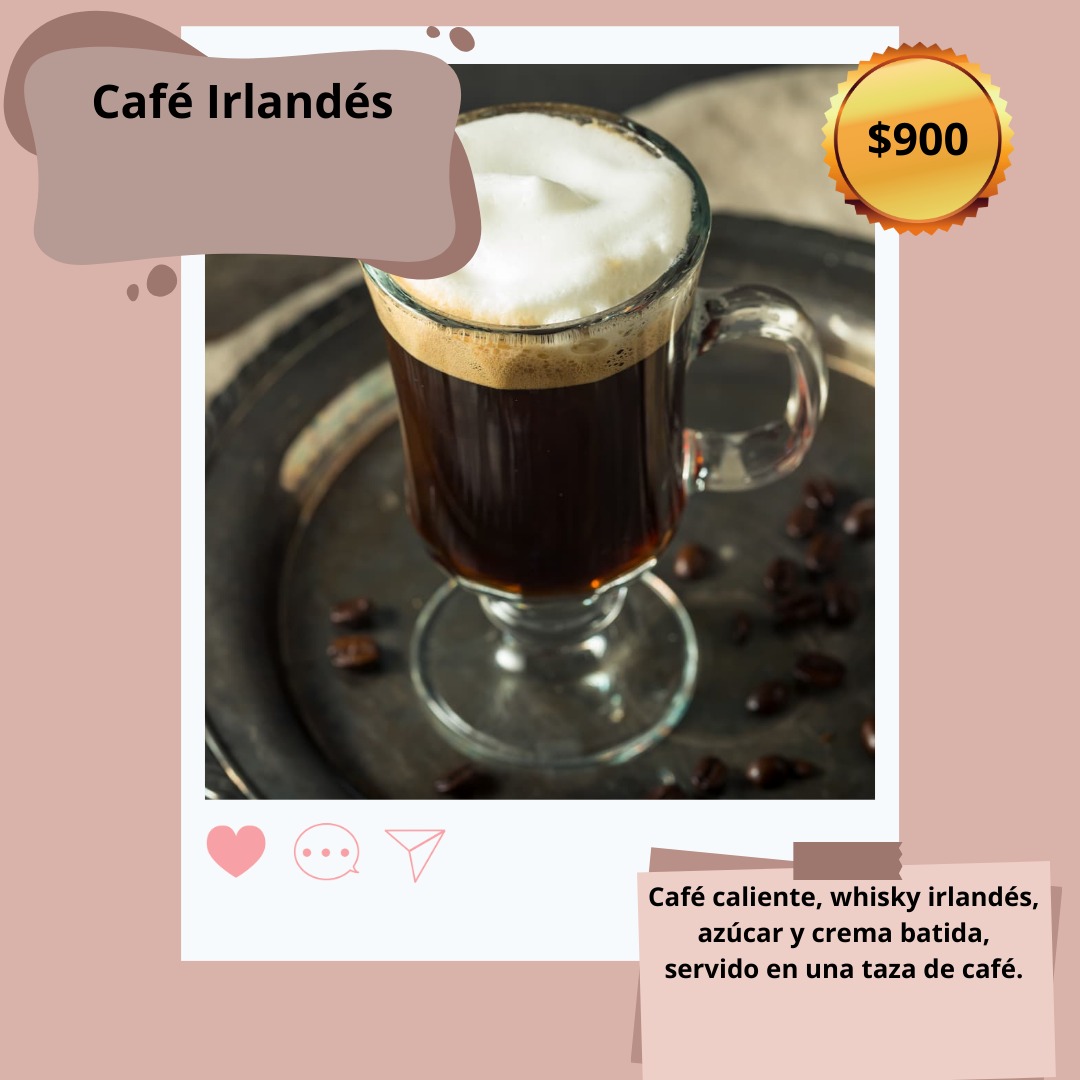 Café Irlandés
$900
Café caliente, whisky irlandés,
azúcar y crema batida,
servido en una taza de café.